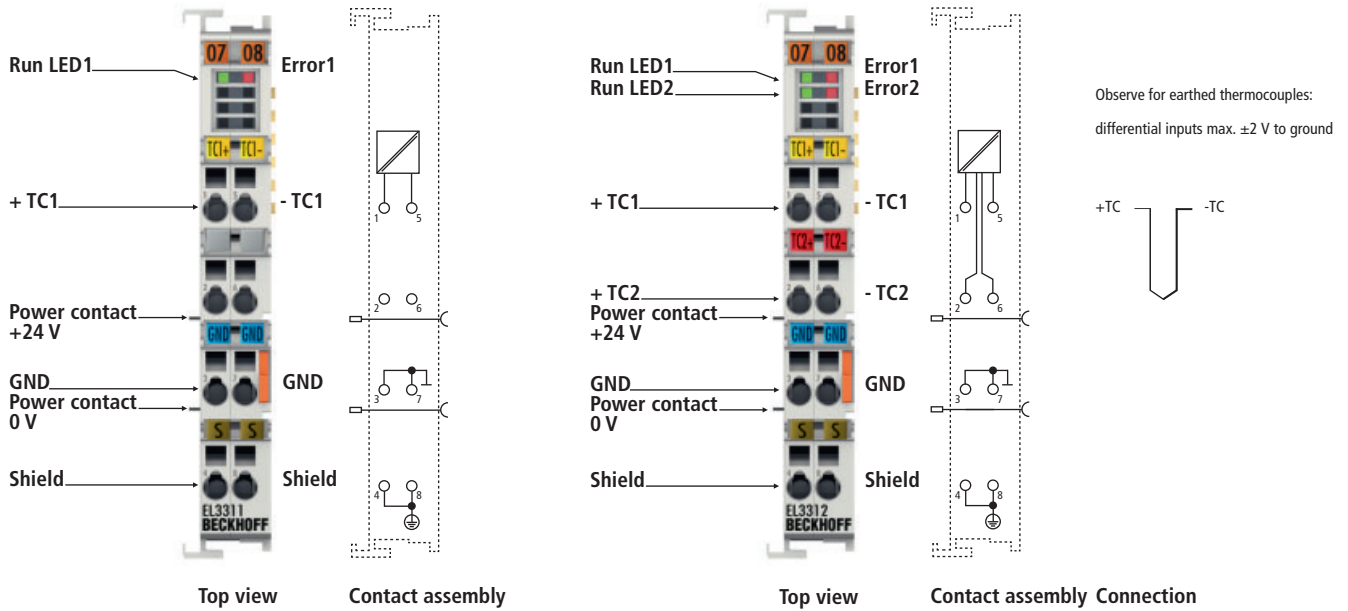 07 08
Run LED1
Error1
TC1+ TC1-
+ TC1
- TC1
1 5
2 6
Power contact
+24 V
GND GND
GND
GND
3 7
Power contact
0 V
S S
Shield
Shield
4 8
EL3311
BECKHOFF
Top view
Contact assembly
07 08
Run LED1
Error1
Run LED2
Error2
TC1+ TC1-
+ TC1
- TC1
1 5
TC2+ TC2-
+ TC2
- TC2
2 6
Power contact
+24 V
GND GND
GND
GND
3 7
Power contact
0 V
S S
Shield
Shield
4 8
EL3312
BECKHOFF
Top view
Contact assembly
Observe for earthed thermocouples:
differential inputs max. ±2 V to ground
+TC
-TC
Connection